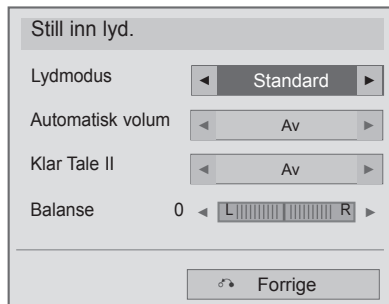 Still inn lyd.
Lydmodus ◄ Standard ►
Automatisk volum ◄ Av ►
Klar Tale II ◄ Av ►
Balanse 0 ◄ L R ►
Forrige